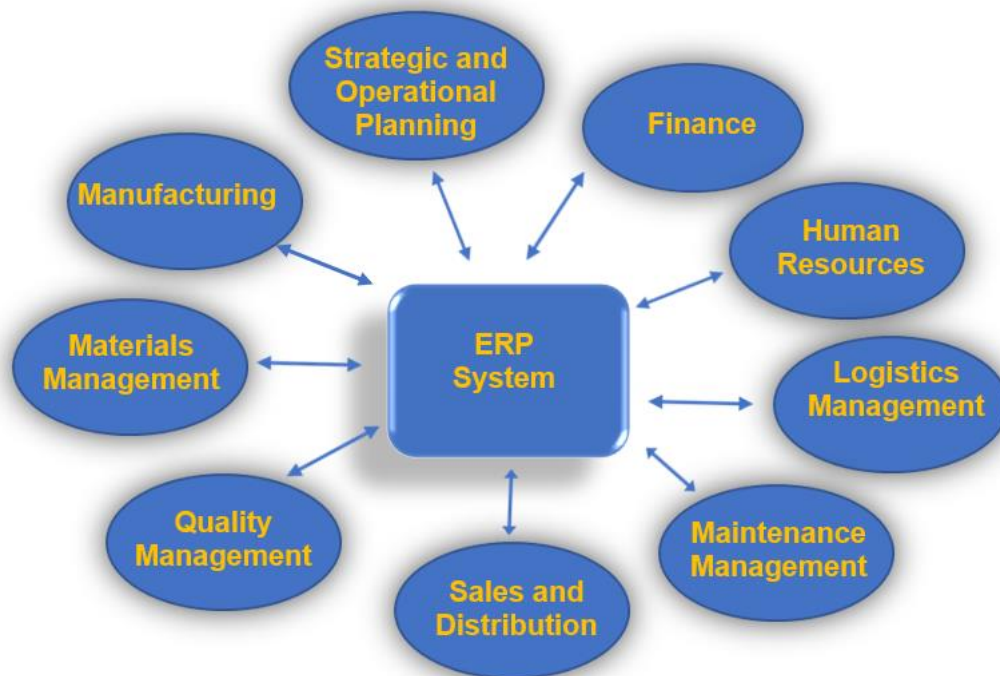 Strategic and
Operational
Planning
Finance
Manufacturing
Human
Resources
ERP
System
Materials
Management
Logistics
Management
Quality
Management
Maintenance
Management
Sales and
Distribution